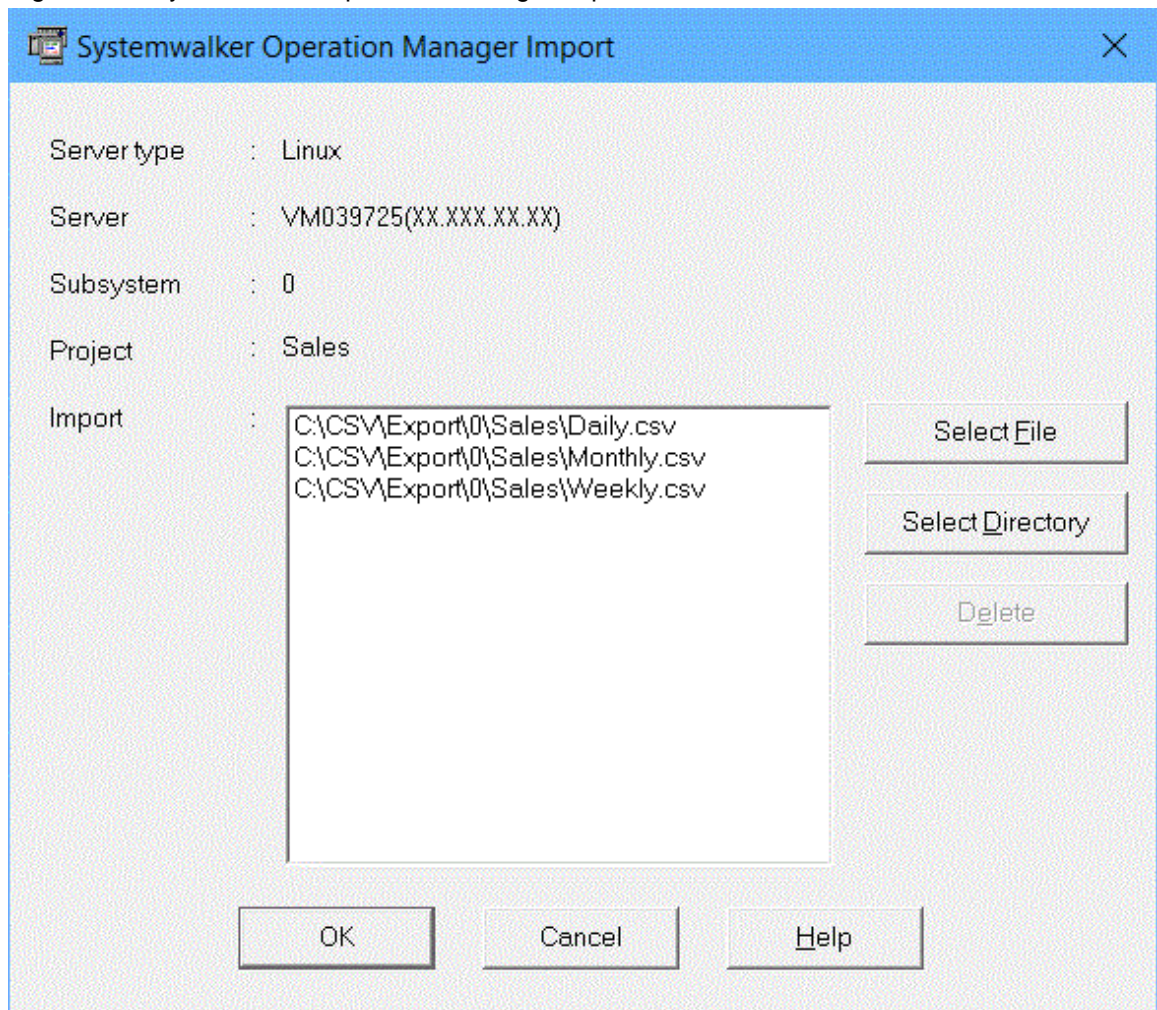 Systemwalker Operation Manager Import
Server type : Linux
Server : VM039725(XX.XXX.XX.XX)
Subsystem : 0
Project : Sales
Import :
C:\CSV\Export\0\Sales\Daily.csv
C:\CSV\Export\0\Sales\Monthly.csv
C:\CSV\Export\0\Sales\Weekly.csv
Select File
Select Directory
Delete
OK Cancel Help